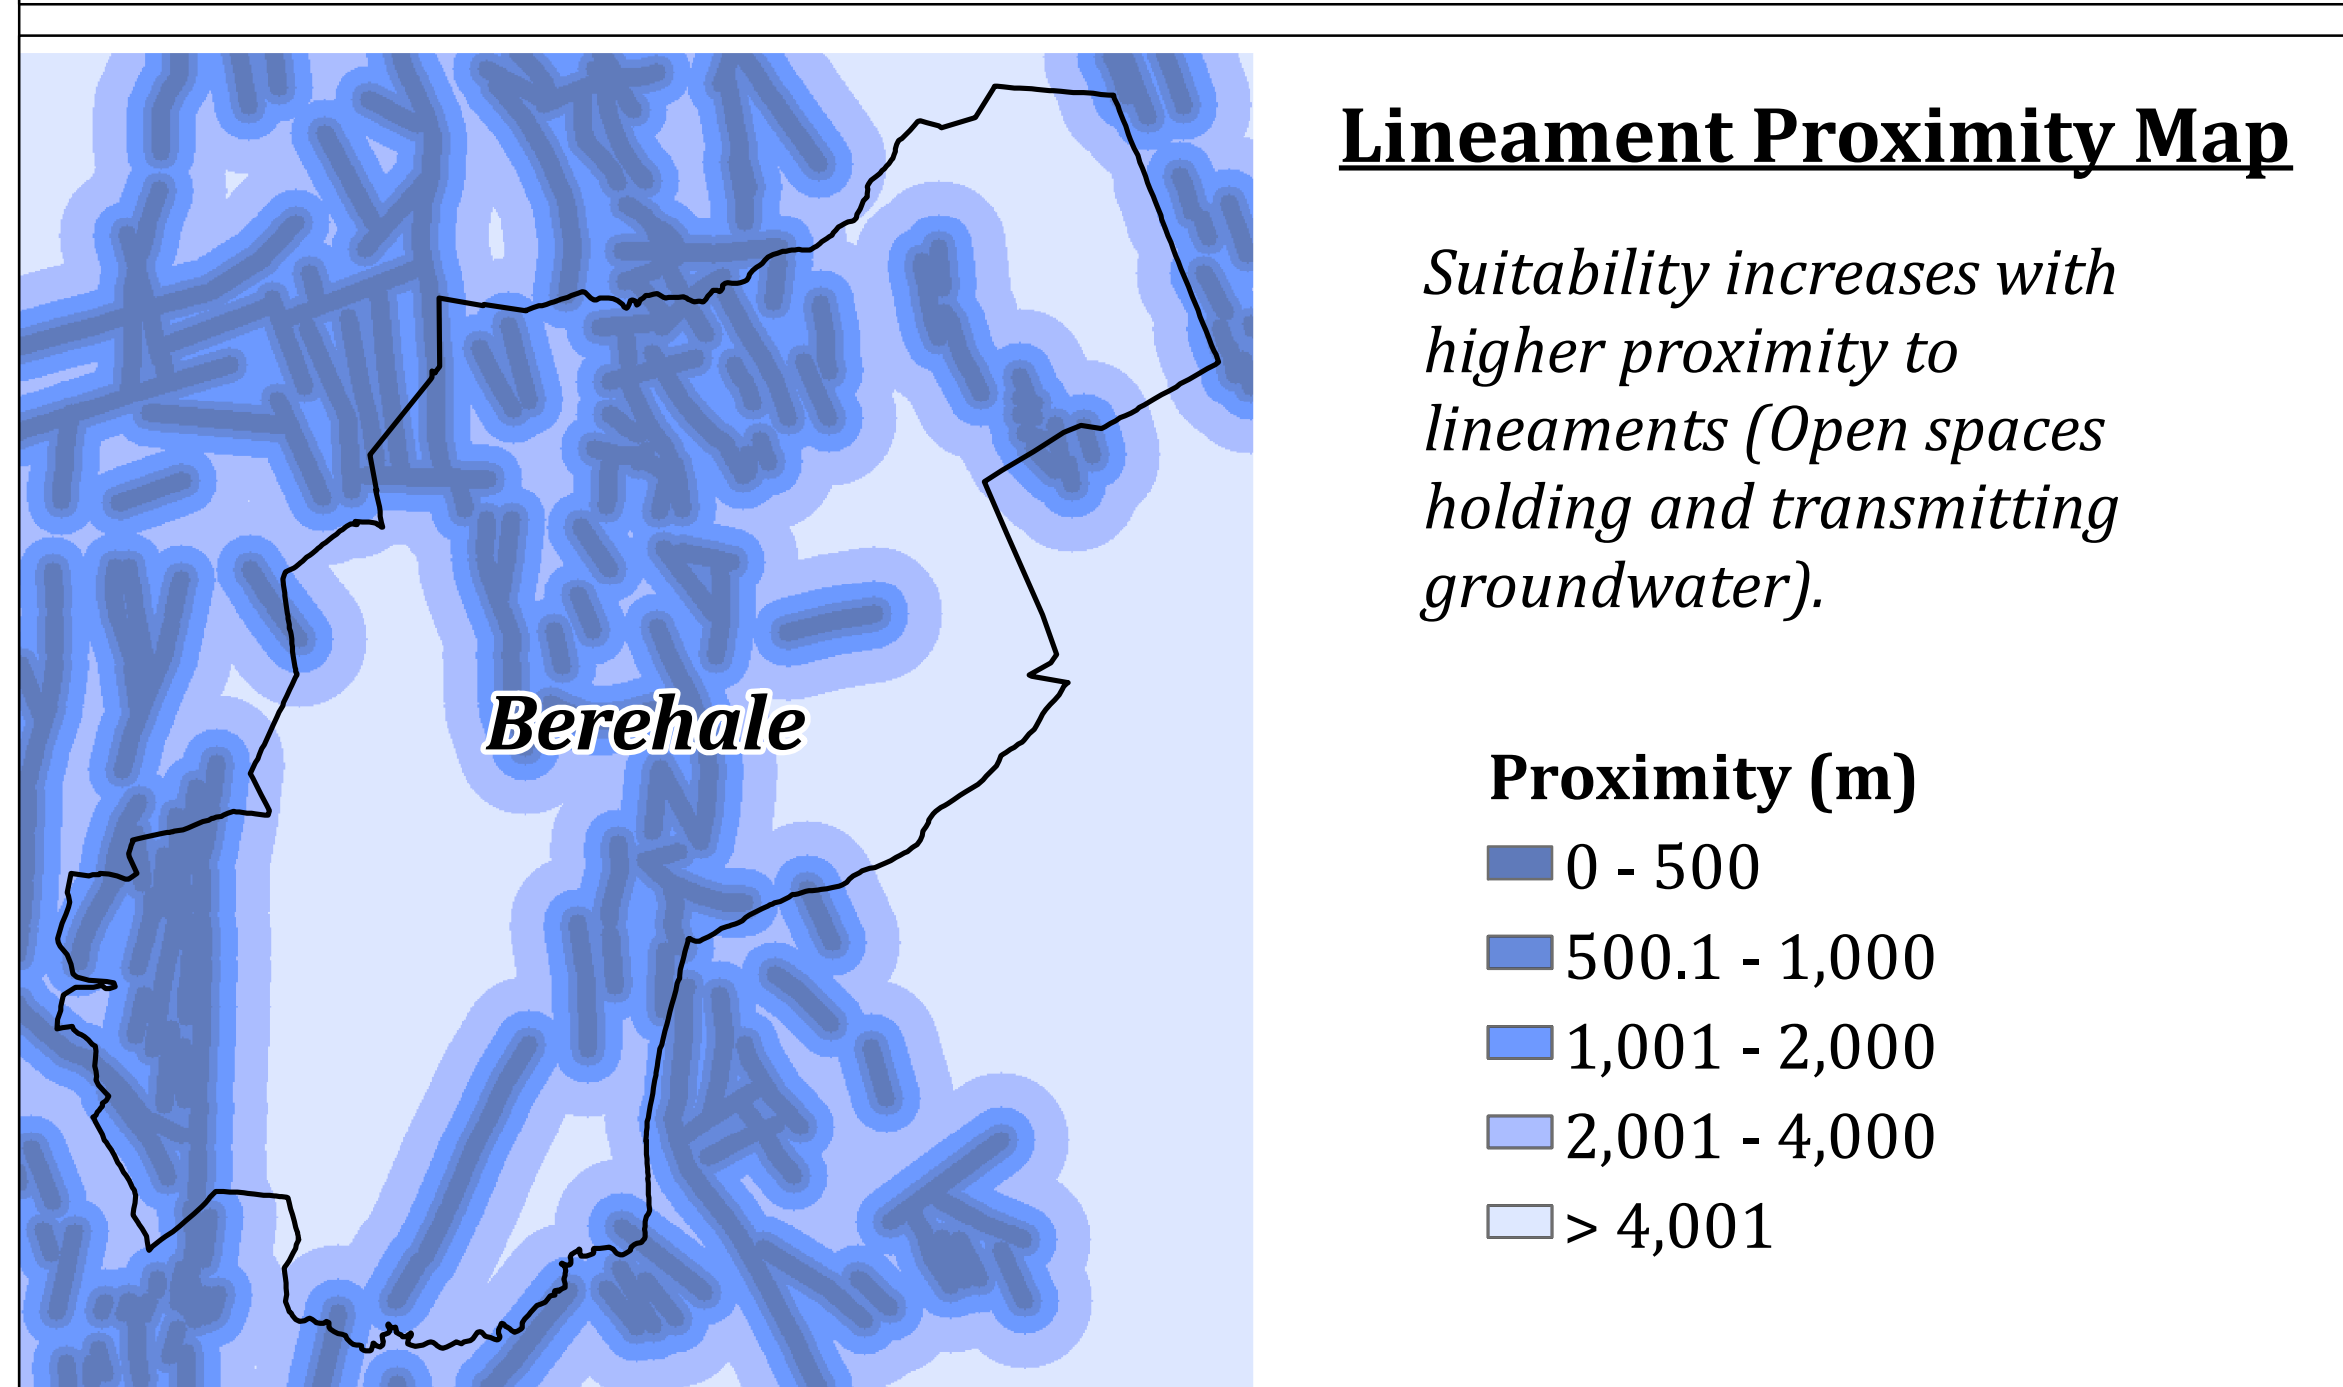 Lineament Proximity Map
Suitability increases with
higher proximity to
lineaments (Open spaces
holding and transmitting
groundwater).
Berehale
Proximity (m)
0 - 500
500.1 - 1,000
1,001 - 2,000
2,001 - 4,000
> 4,001